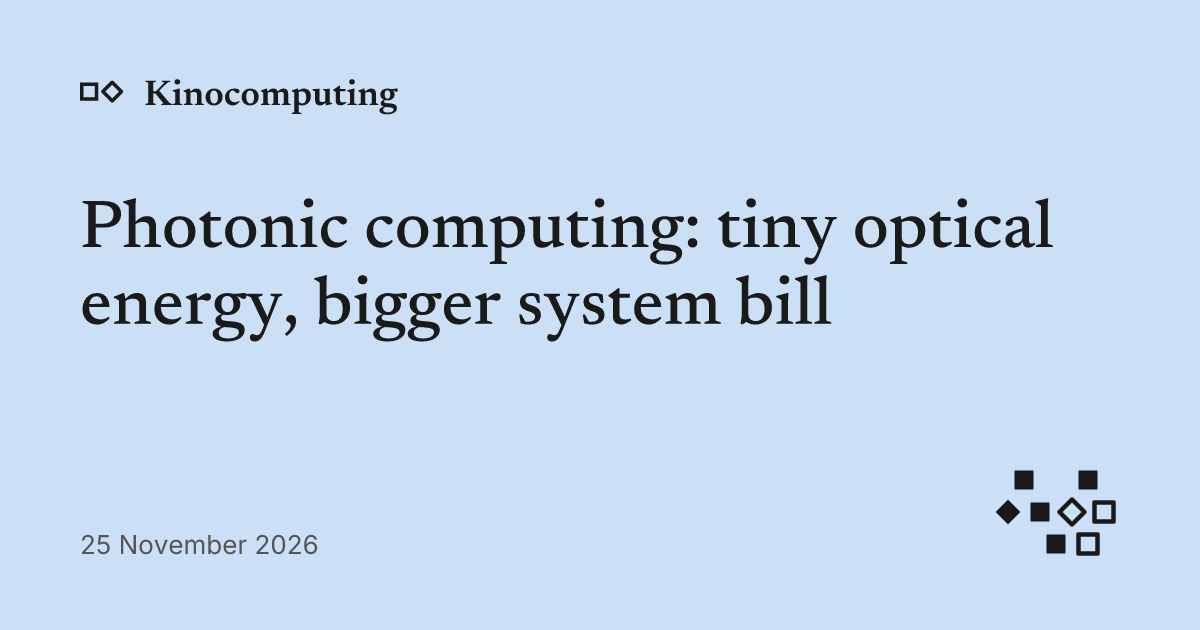 Kinocomputing
Photonic computing: tiny optical
energy, bigger system bill
25 November 2026